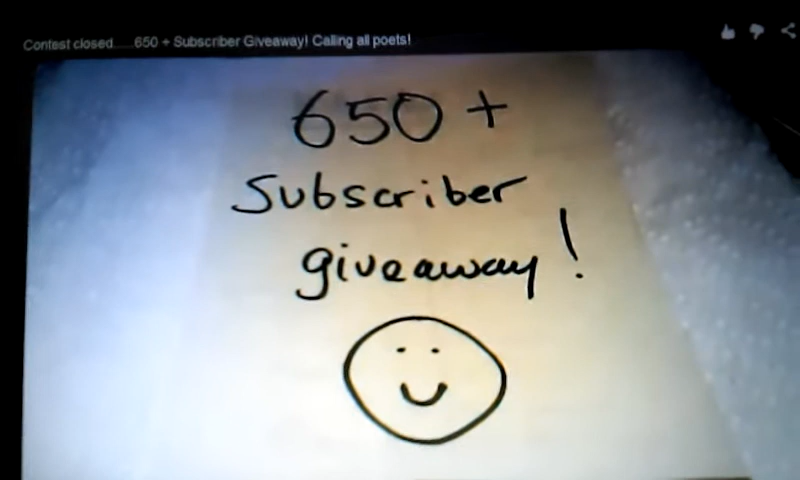 Contest closed.....650 + Subscriber Giveaway! Calling all poets!
650 +
Subscriber
giveaway!